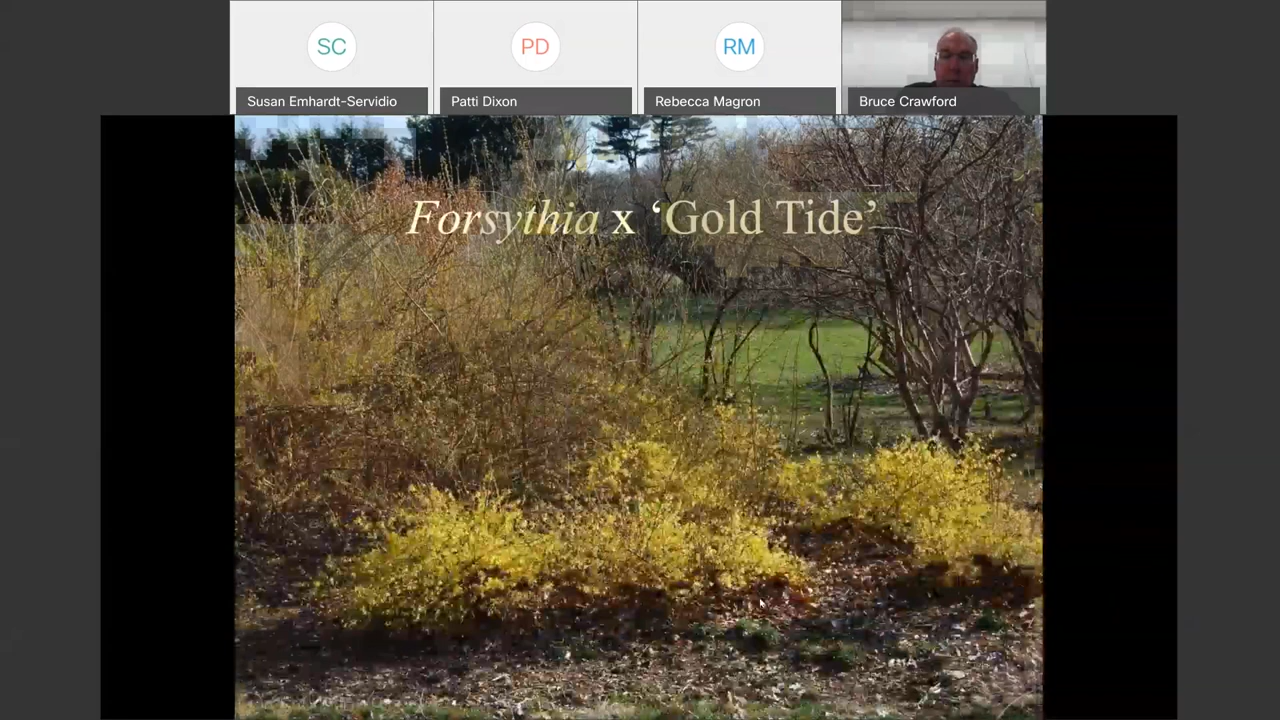 SC
PD
RM
Susan Emhardt-Servidio
Patti Dixon
Rebecca Magron
Bruce Crawford
Forsythia x ‘Gold Tide’